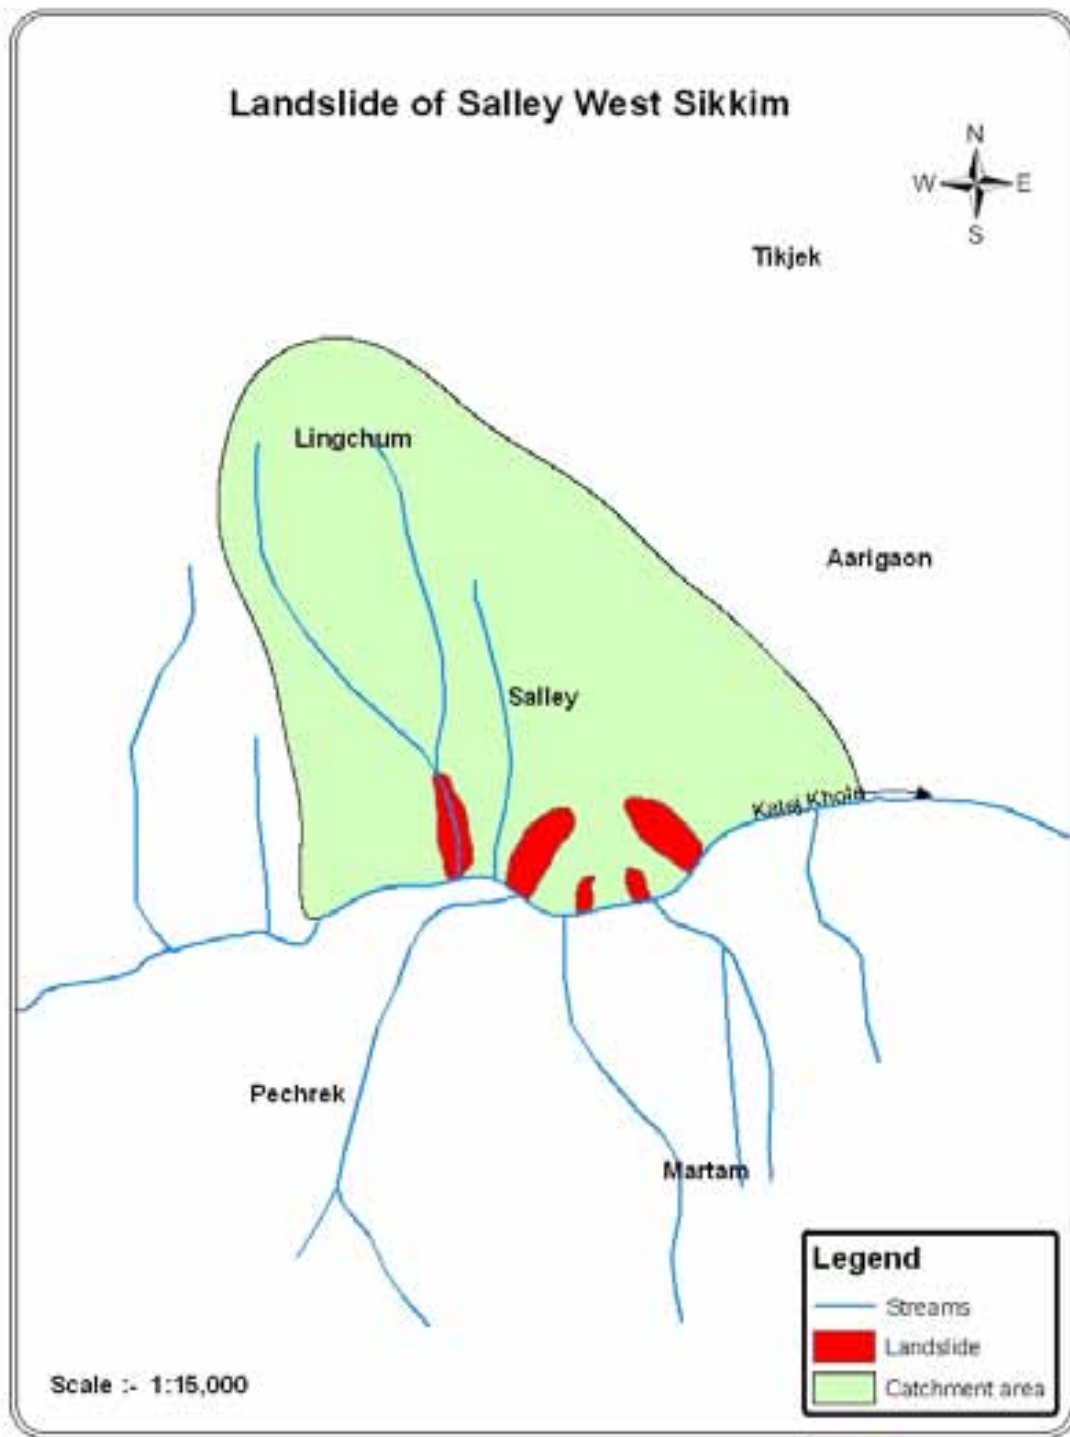 Landslide of Salley West Sikkim
N
W E
S
Tikjek
Lingchum
Aarigaon
Salley
Pechrek
Martam
Legend
Streams
Landslide
Catchment area
Scale :- 1:15,000